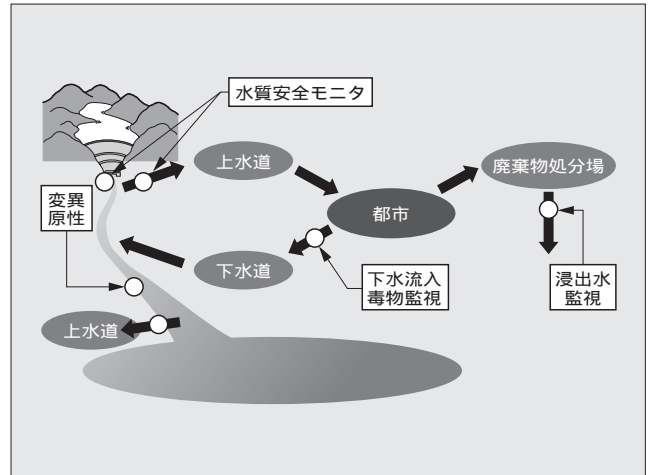 水質安全モニタ
上水道
廃棄物処分場
変異
原性
都市
下水道
下水流入
毒物監視
浸出水
監視
上水道